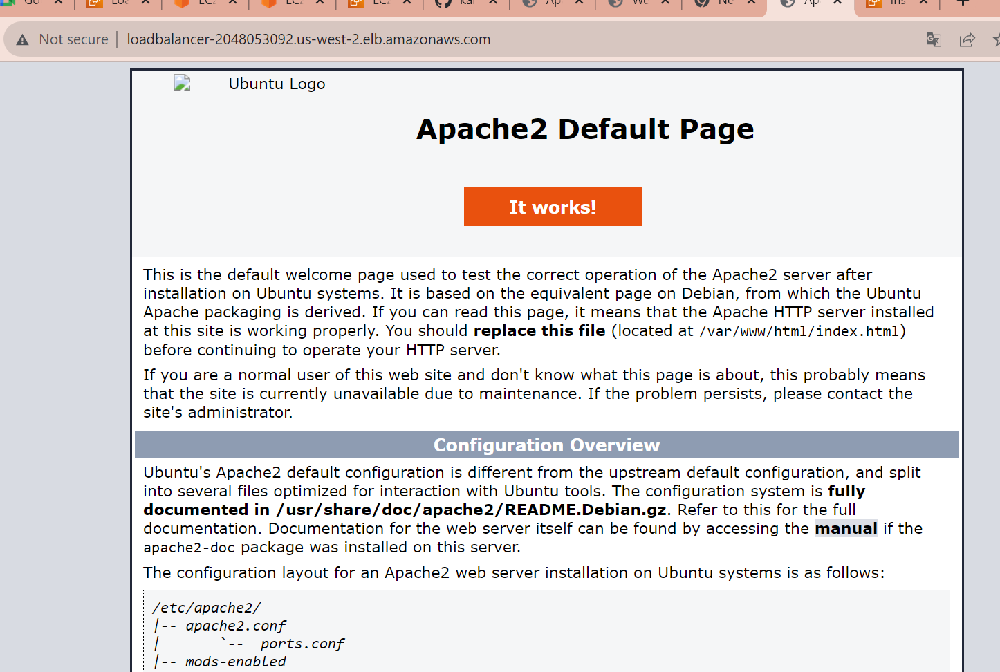 Not secure | loadbalancer-2048053092.us-west-2.elb.amazonaws.com
Ubuntu Logo
Apache2 Default Page
It works!
This is the default welcome page used to test the correct operation of the Apache2 server after
installation on Ubuntu systems. It is based on the equivalent page on Debian, from which the Ubuntu
Apache packaging is derived. If you can read this page, it means that the Apache HTTP server installed
at this site is working properly. You should replace this file (located at /var/www/html/index.html)
before continuing to operate your HTTP server.
If you are a normal user of this web site and don't know what this page is about, this probably means
that the site is currently unavailable due to maintenance. If the problem persists, please contact the
site's administrator.
Configuration Overview
Ubuntu's Apache2 default configuration is different from the upstream default configuration, and split
into several files optimized for interaction with Ubuntu tools. The configuration system is fully
documented in /usr/share/doc/apache2/README.Debian.gz. Refer to this for the full
documentation. Documentation for the web server itself can be found by accessing the manual if the
apache2-doc package was installed on this server.
The configuration layout for an Apache2 web server installation on Ubuntu systems is as follows:
/etc/apache2/
|-- apache2.conf
|       `--  ports.conf
|-- mods-enabled